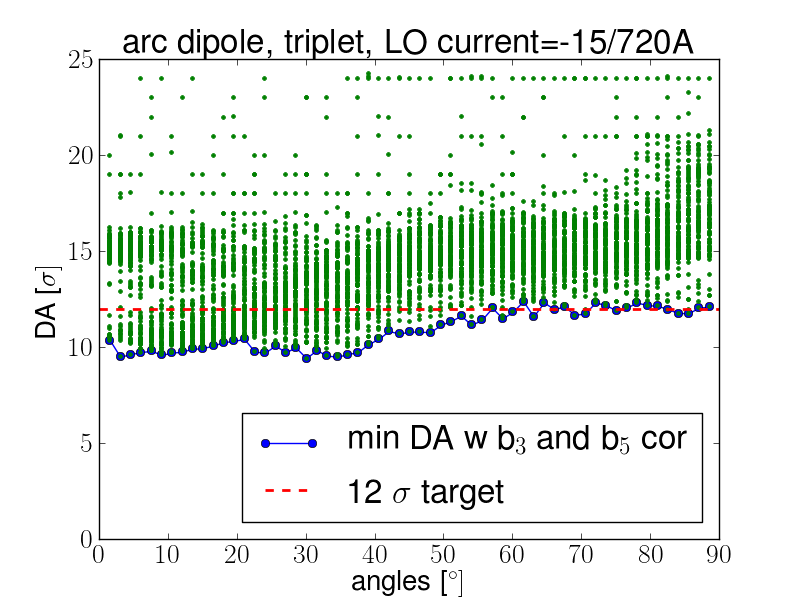 arc dipole, triplet, LO current=-15/720A
25
20
15
10
5
0
DA [σ]
min DA w b₃ and b₅ cor
12 σ target
0 10 20 30 40 50 60 70 80 90
angles [°]